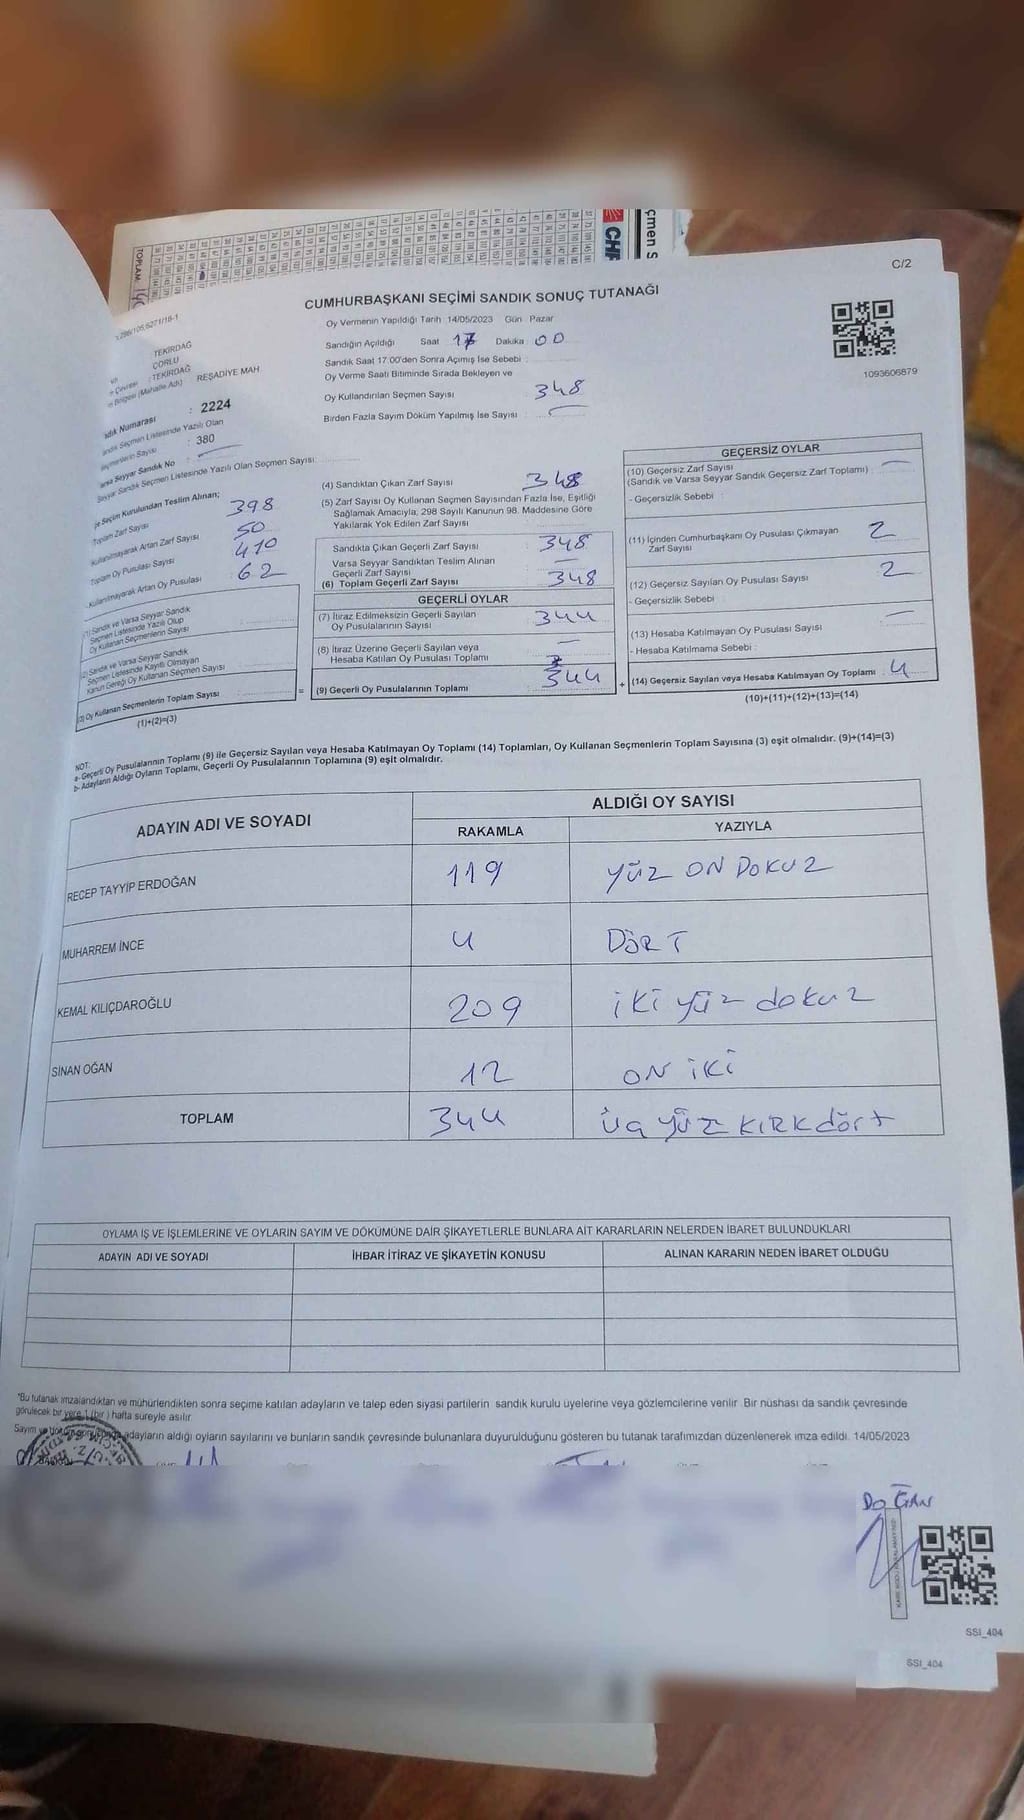 TOPLAM
CHP
çmen S
C/2
CUMHURBAŞKANI SEÇİMİ SANDIK SONUÇ TUTANAĞI
Oy Vermenin Yapıldığı Tarih :14/05/2023 Gün : Pazar
Sandığın Açıldığı Saat : 17 Dakika : 00
Sandık Saat 17:00'den Sonra Açımış İse Sebebi :
Oy Verme Saati Bitiminde Sırada Bekleyen ve
Oy Kullandırılan Seçmen Sayısı : 348
Birden Fazla Sayım Döküm Yapılmış İse Sayısı : —
1093606879
TEKİRDAĞ
ÇORLU
: TEKİRDAĞ
Bölgesi (Mahalle Adı) : REŞADİYE MAH.
Numarası : 2224
Seçmen Listesinde Yazılı Olan
Seçmenlerin Sayısı : 380
Seyyar Sandık No :
Seyyar Sandık Seçmen Listesinde Yazılı Olan Seçmen Sayısı:
Seçim Kurulundan Teslim Alınan;
Toplam Zarf Sayısı 398
Kullanılmayarak Artan Zarf Sayısı 50
Toplam Oy Pusulası Sayısı 410
Kullanılmayarak Artan Oy Pusulası 62
(1) Sandık ve Varsa Seyyar Sandık
Seçmen Listesinde Yazılı Olup
Oy Kullanan Seçmenlerin Sayısı
(2) Sandık ve Varsa Seyyar Sandık
Seçmen Listesinde Kayıtlı Olmayan
Kanun Gereği Oy Kullanan Seçmen Sayısı
(3) Oy Kullanan Seçmenlerin Toplam Sayısı
(1)+(2)=(3)
=
(4) Sandıktan Çıkan Zarf Sayısı : 348
(5) Zarf Sayısı Oy Kullanan Seçmen Sayısından Fazla İse, Eşitliği
Sağlamak Amacıyla; 298 Sayılı Kanunun 98. Maddesine Göre
Yakılarak Yok Edilen Zarf Sayısı
Sandıkta Çıkan Geçerli Zarf Sayısı : 348
Varsa Seyyar Sandıktan Teslim Alınan
Geçerli Zarf Sayısı —
(6) Toplam Geçerli Zarf Sayısı : 348
GEÇERLİ OYLAR
(7) İtiraz Edilmeksizin Geçerli Sayılan
Oy Pusulalarının Sayısı 344
(8) İtiraz Üzerine Geçerli Sayılan veya
Hesaba Katılan Oy Pusulası Toplamı —
(9) Geçerli Oy Pusulalarının Toplamı : 344
+
GEÇERSİZ OYLAR
(10) Geçersiz Zarf Sayısı
(Sandık ve Varsa Seyyar Sandık Geçersiz Zarf Toplamı) : —
- Geçersizlik Sebebi :
(11) İçinden Cumhurbaşkanı Oy Pusulası Çıkmayan
Zarf Sayısı 2
(12) Geçersiz Sayılan Oy Pusulası Sayısı : 2
- Geçersizlik Sebebi :
(13) Hesaba Katılmayan Oy Pusulası Sayısı : —
- Hesaba Katılmama Sebebi :
(14) Geçersiz Sayılan veya Hesaba Katılmayan Oy Toplamı : 4
(10)+(11)+(12)+(13)=(14)
NOT:
a- Geçerli Oy Pusulalarının Toplamı (9) ile Geçersiz Sayılan veya Hesaba Katılmayan Oy Toplamı (14) Toplamları, Oy Kullanan Seçmenlerin Toplam Sayısına (3) eşit olmalıdır. (9)+(14)=(3)
b- Adayların Aldığı Oyların Toplamı, Geçerli Oy Pusulalarının Toplamına (9) eşit olmalıdır.
ADAYIN ADI VE SOYADI
ALDIĞI OY SAYISI
RAKAMLA YAZIYLA
RECEP TAYYİP ERDOĞAN 119 yüz ON DOKUZ
MUHARREM İNCE 4 DÖRT
KEMAL KILIÇDAROĞLU 209 iki yüz dokuz
SİNAN OĞAN 12 ON iKi
TOPLAM 344 üç yüz KIRK dört
OYLAMA İŞ VE İŞLEMLERİNE VE OYLARIN SAYIM VE DÖKÜMÜNE DAİR ŞİKAYETLERLE BUNLARA AİT KARARLARIN NELERDEN İBARET BULUNDUKLARI
ADAYIN ADI VE SOYADI İHBAR İTİRAZ VE ŞİKAYETİN KONUSU ALINAN KARARIN NEDEN İBARET OLDUĞU
*Bu tutanak imzalandıktan ve mühürlendikten sonra seçime katılan adayların ve talep eden siyasi partilerin sandık kurulu üyelerine veya gözlemcilerine verilir. Bir nüshası da sandık çevresinde
görülecek bir yere 1 (bir ) hafta süreyle asılır.
Sayım ve adayların aldığı oyların sayılarını ve bunların sandık çevresinde bulunanlara duyurulduğunu gösteren bu tutanak tarafımızdan düzenlenerek imza edildi. 14/05/2023
DOĞAN
SSI_404
SSI_404